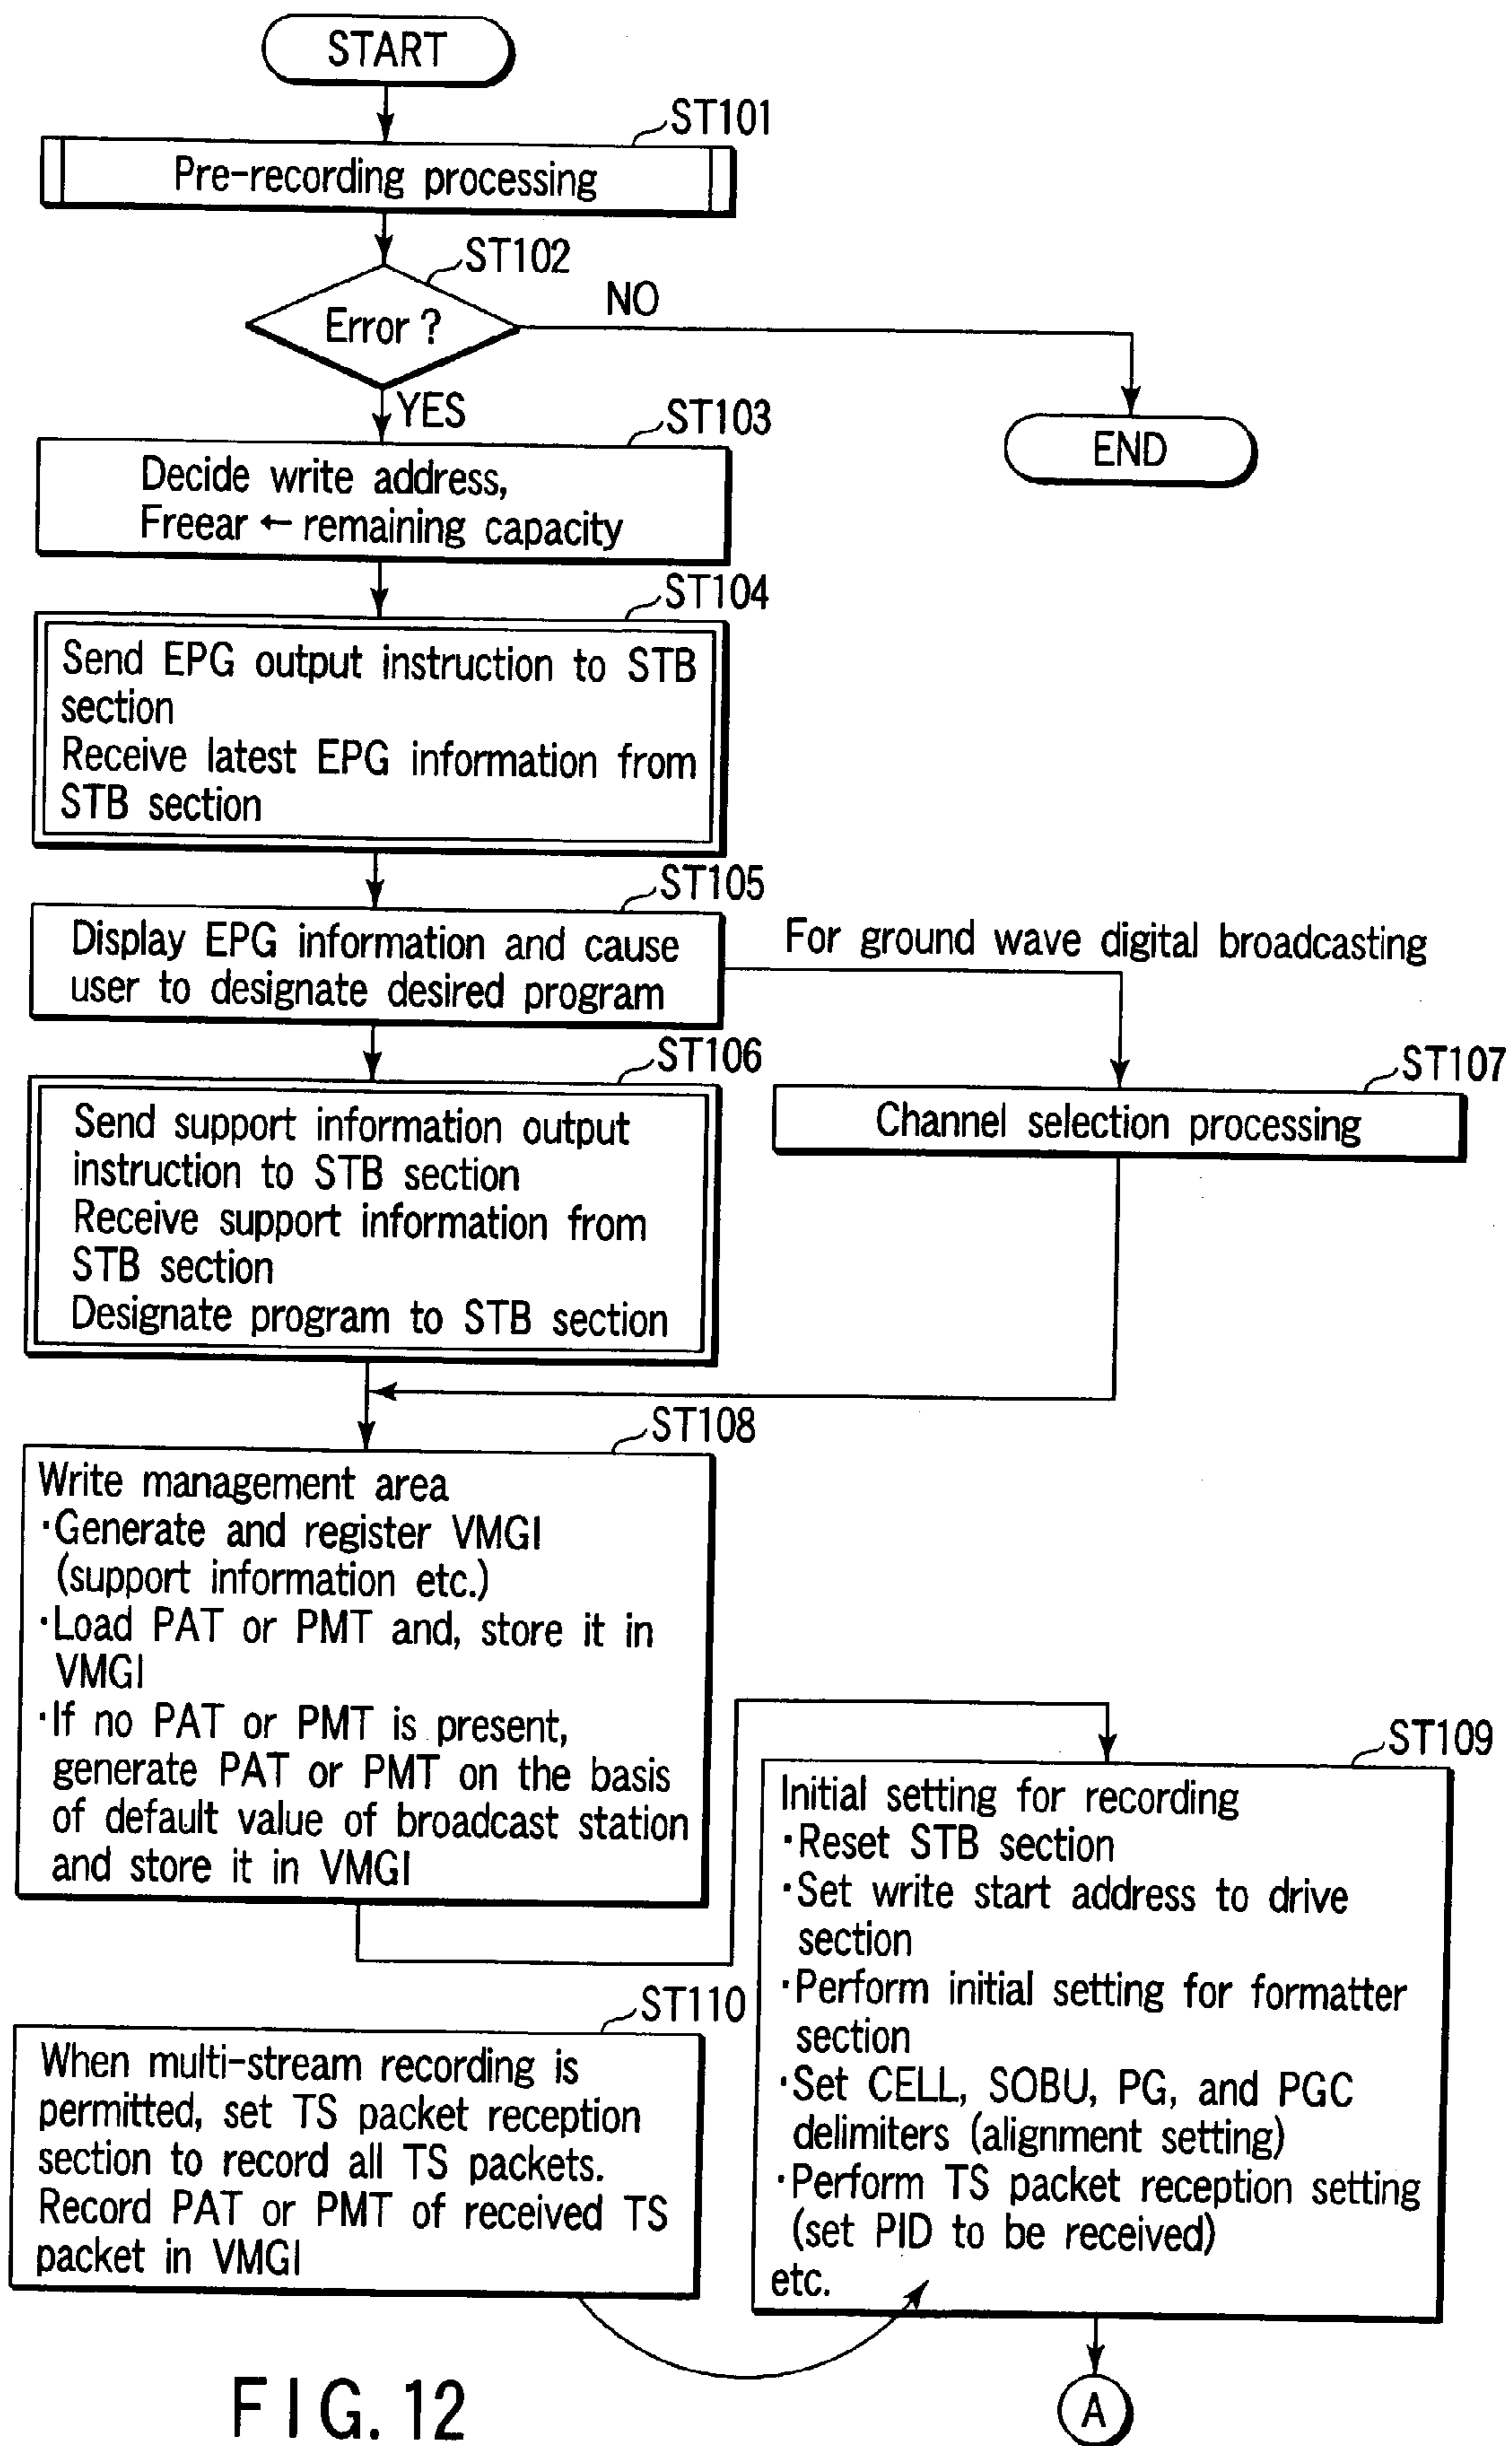 START
ST101
Pre-recording processing
ST102
Error ?
NO
YES
END
ST103
Decide write address,
Freear ← remaining capacity
ST104
Send EPG output instruction to STB
section
Receive latest EPG information from
STB section
ST105
Display EPG information and cause
user to designate desired program
For ground wave digital broadcasting
ST106
Send support information output
instruction to STB section
Receive support information from
STB section
Designate program to STB section
ST107
Channel selection processing
ST108
Write management area
·Generate and register VMGI
(support information etc.)
·Load PAT or PMT and, store it in
VMGI
·If no PAT or PMT is present,
generate PAT or PMT on the basis
of default value of broadcast station
and store it in VMGI
ST109
Initial setting for recording
·Reset STB section
·Set write start address to drive
section
·Perform initial setting for formatter
section
·Set CELL, SOBU, PG, and PGC
delimiters (alignment setting)
·Perform TS packet reception setting
(set PID to be received)
etc.
ST110
When multi-stream recording is
permitted, set TS packet reception
section to record all TS packets.
Record PAT or PMT of received TS
packet in VMGI
A
FIG. 12